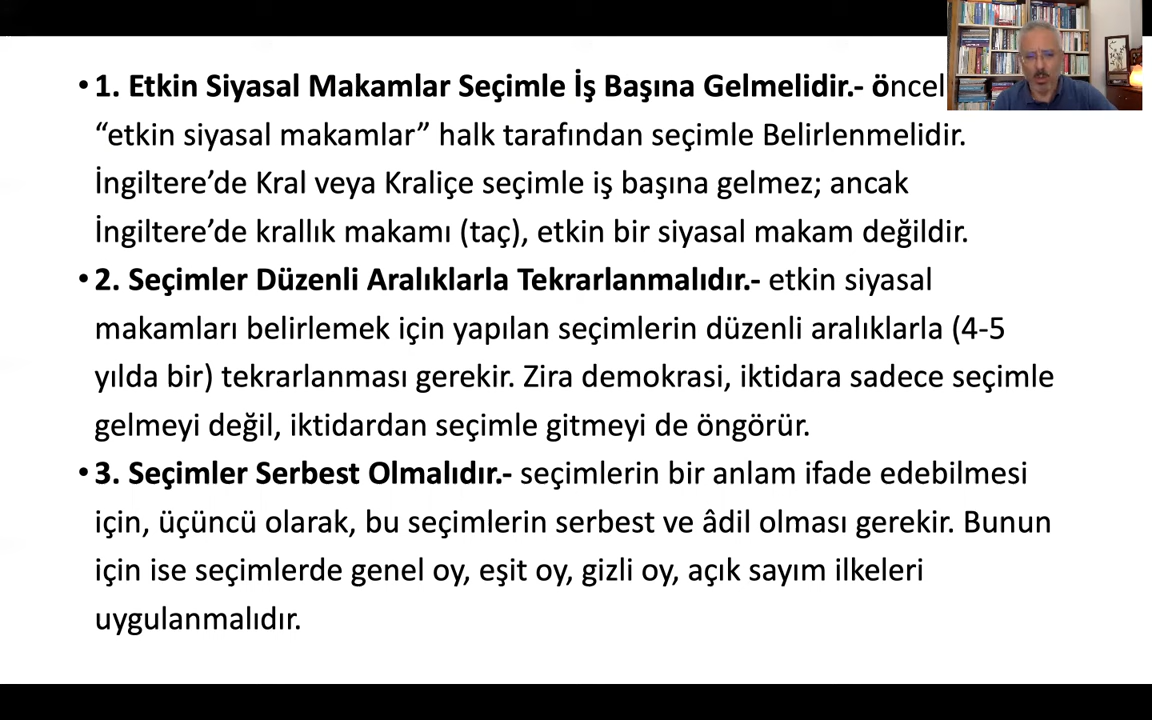 • 1. Etkin Siyasal Makamlar Seçimle İş Başına Gelmelidir.- öncel
“etkin siyasal makamlar” halk tarafından seçimle Belirlenmelidir.
İngiltere’de Kral veya Kraliçe seçimle iş başına gelmez; ancak
İngiltere’de krallık makamı (taç), etkin bir siyasal makam değildir.
• 2. Seçimler Düzenli Aralıklarla Tekrarlanmalıdır.- etkin siyasal
makamları belirlemek için yapılan seçimlerin düzenli aralıklarla (4-5
yılda bir) tekrarlanması gerekir. Zira demokrasi, iktidara sadece seçimle
gelmeyi değil, iktidardan seçimle gitmeyi de öngörür.
• 3. Seçimler Serbest Olmalıdır.- seçimlerin bir anlam ifade edebilmesi
için, üçüncü olarak, bu seçimlerin serbest ve âdil olması gerekir. Bunun
için ise seçimlerde genel oy, eşit oy, gizli oy, açık sayım ilkeleri
uygulanmalıdır.